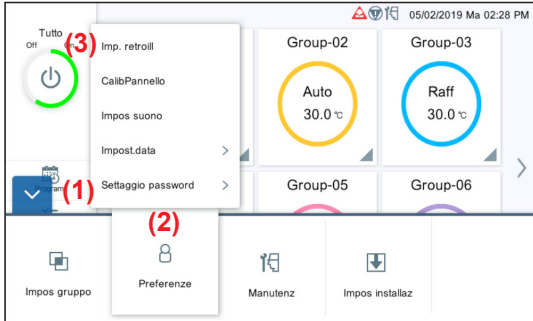 05/02/2019 Ma 02:28 PM
Tutto
Off
On
(3)
Imp. retroill
CalibPannello
Impos suono
Impost.data
Settaggio password
(1)
(2)
Group-02
Auto
30.0 ℃
Group-03
Raff
30.0 ℃
Group-05
Group-06
Impos gruppo
Preferenze
Manutenz
Impos installaz